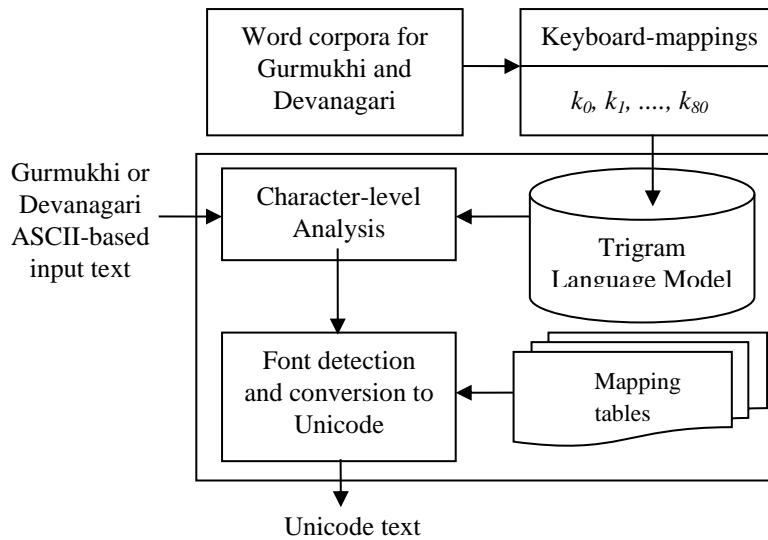 Word corpora for
Gurmukhi and
Devanagari
Keyboard-mappings
k0, k1, ...., k80
Gurmukhi or
Devanagari
ASCII-based
input text
Character-level
Analysis
Trigram
Language Model
Font detection
and conversion to
Unicode
Mapping
tables
Unicode text